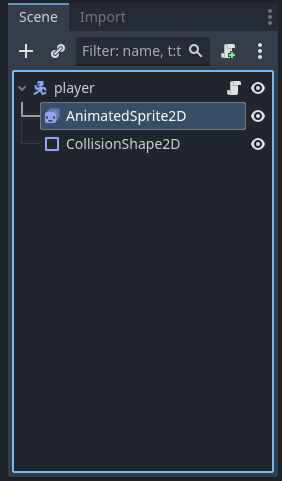 Scene Import
Filter: name, t:t
player
AnimatedSprite2D
CollisionShape2D